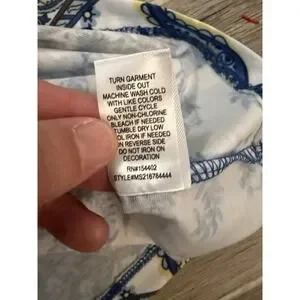 TURN GARMENT
INSIDE OUT
MACHINE WASH COLD
WITH LIKE COLORS
GENTLE CYCLE
ONLY NON-CHLORINE
BLEACH IF NEEDED
TUMBLE DRY LOW
IRON IF NEEDED
ON REVERSE SIDE
DO NOT IRON ON
DECORATION
RN#154402
STYLE#MS216784444